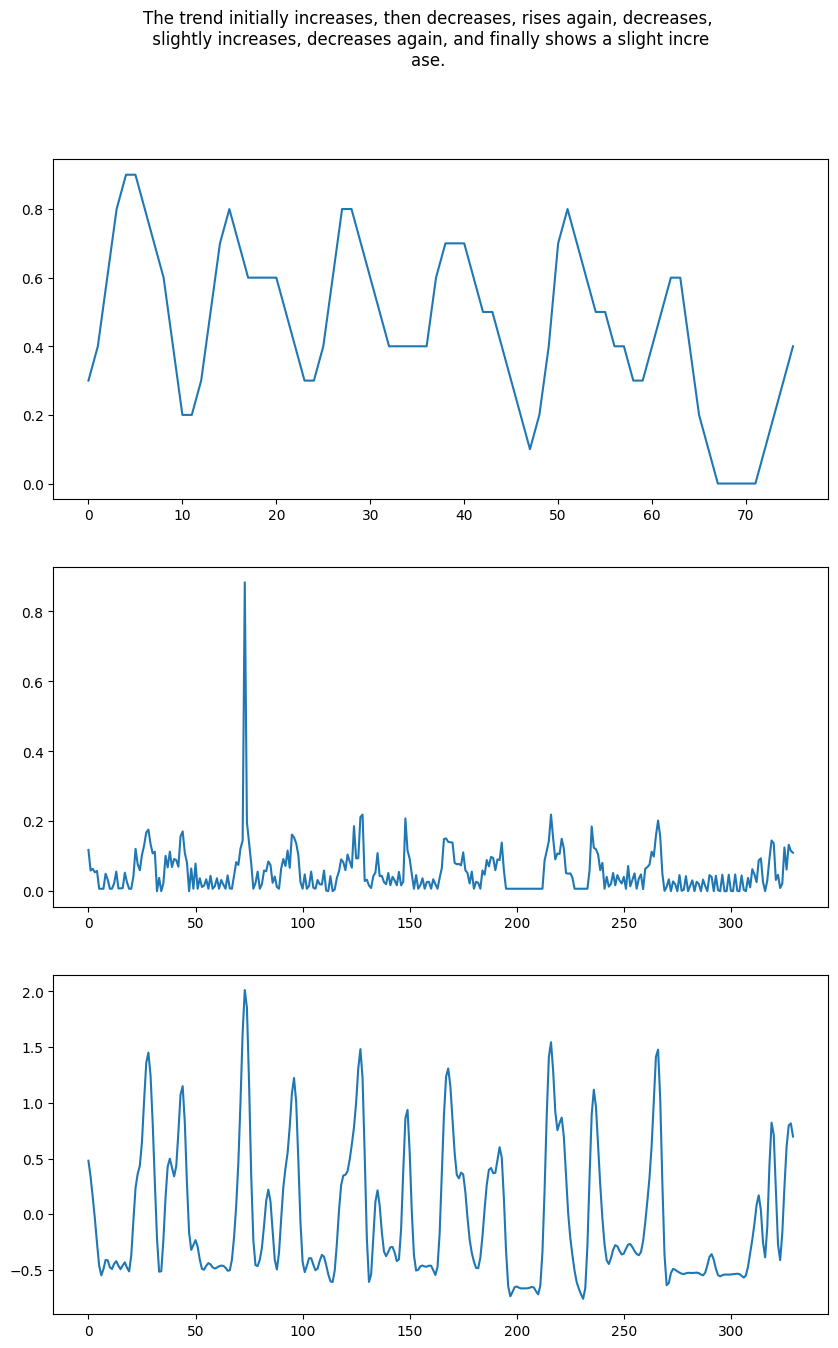 The trend initially increases, then decreases, rises again, decreases,
slightly increases, decreases again, and finally shows a slight incre
ase.
0.8
0.6
0.4
0.2
0.0
0 10 20 30 40 50 60 70
0.8
0.6
0.4
0.2
0.0
0 50 100 150 200 250 300
2.0
1.5
1.0
0.5
0.0
−0.5
0 50 100 150 200 250 300